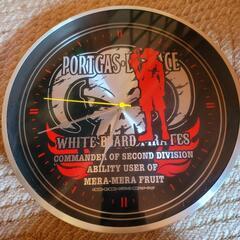 PORTGAS·D·ACE
WHITE BEARD PIRATES
COMMANDER OF SECOND DIVISION
ABILITY USER OF
MERA-MERA FRUIT